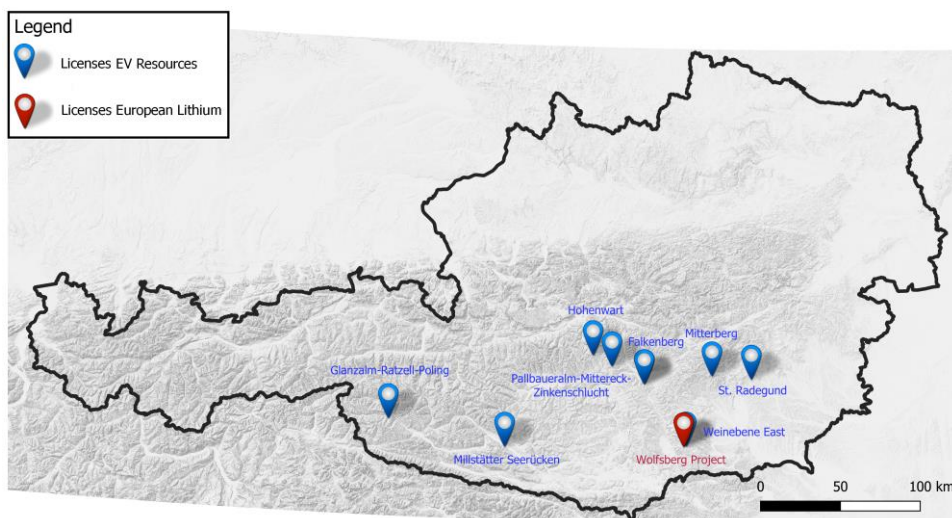 Legend
Licenses EV Resources
Licenses European Lithium
Hohenwart
Falkenberg
Mitterberg
Glanzalm-Ratzell-Poling
Pallbaueralm-Mittereck-
Zinkenschlucht
St. Radegund
Weinebene East
Millstätter Seerücken
Wolfsberg Project
0 50 100 km